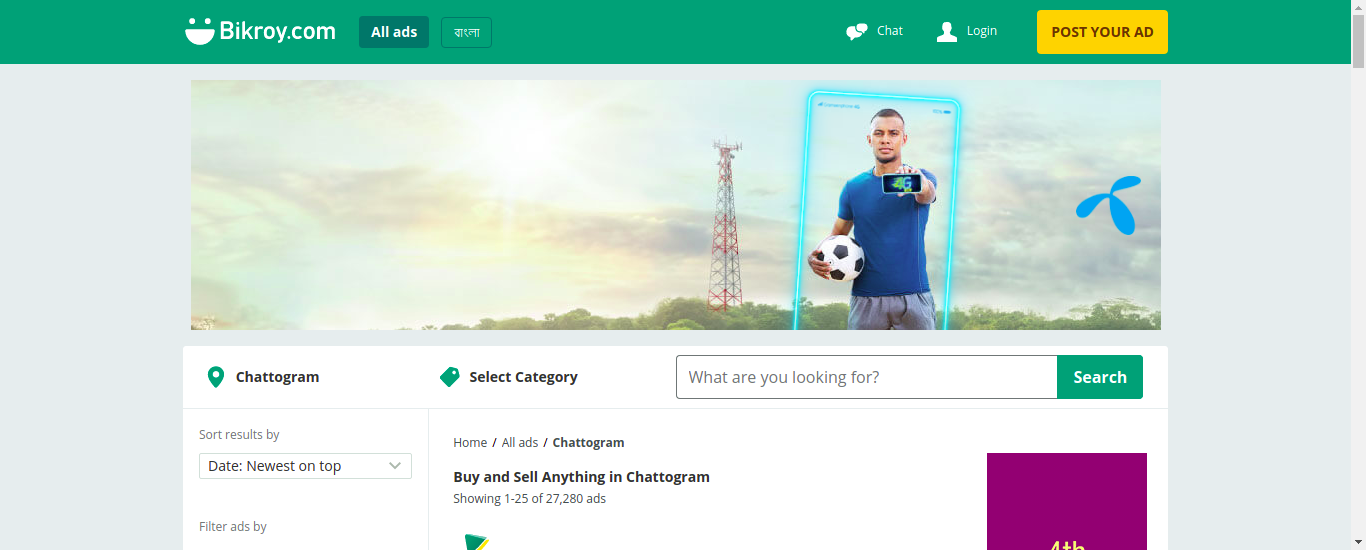 Bikroy.com
All ads
বাংলা
Chat
Login
POST YOUR AD
4G
Chattogram
Select Category
What are you looking for?
Search
Sort results by
Date: Newest on top
Filter ads by
Home / All ads / Chattogram
Buy and Sell Anything in Chattogram
Showing 1-25 of 27,280 ads
4th